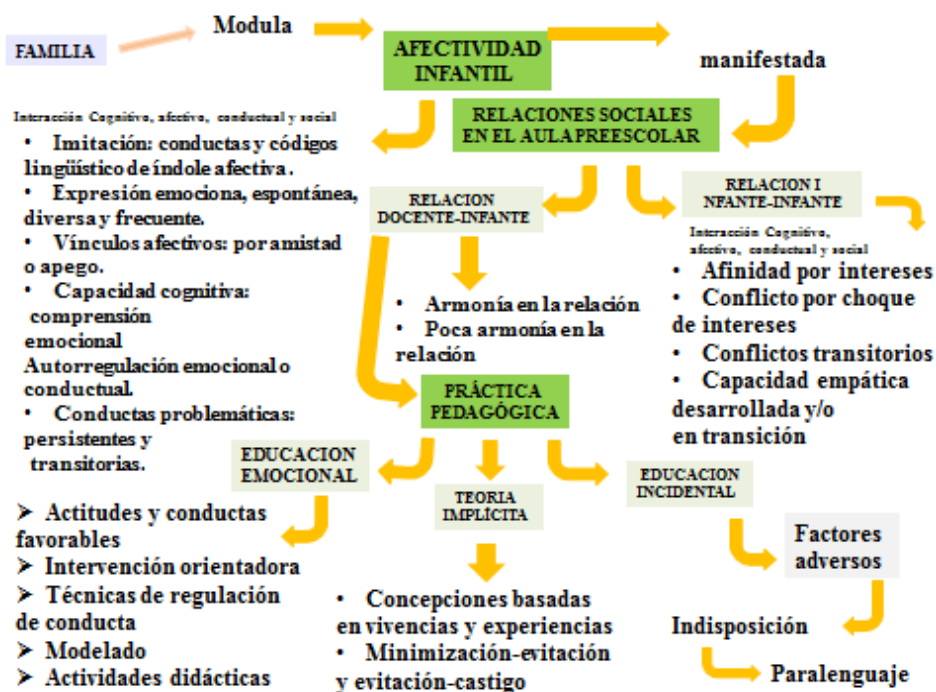 FAMILIA
Modula
AFECTIVIDAD
INFANTIL
manifestada
RELACIONES SOCIALES
EN EL AULA PREESCOLAR
Interacción Cognitivo, afectivo, conductual y social
• Imitación: conductas y códigos
lingüístico de índole afectiva.
• Expresión emociona, espontánea,
diversa y frecuente.
• Vínculos afectivos: por amistad
o apego.
• Capacidad cognitiva:
comprensión
emocional
Autorregulación emocional o
conductual.
• Conductas problemáticas:
persistentes y
transitorias.
RELACION
DOCENTE-INFANTE
• Armonía en la relación
• Poca armonía en la
relación
RELACION I
NFANTE-INFANTE
Interacción Cognitivo,
afectivo, conductual y social
• Afinidad por intereses
• Conflicto por choque
de intereses
• Conflictos transitorios
• Capacidad empática
desarrollada y/o
en transición
PRÁCTICA
PEDAGÓGICA
EDUCACION
EMOCIONAL
➤ Actitudes y conductas
favorables
➤ Intervención orientadora
➤ Técnicas de regulación
de conducta
➤ Modelado
➤ Actividades didácticas
TEORIA
IMPLÍCITA
• Concepciones basadas
en vivencias y experiencias
• Minimización-evitación
y evitación-castigo
EDUCACION
INCIDENTAL
Factores
adversos
Indisposición
Paralenguaje